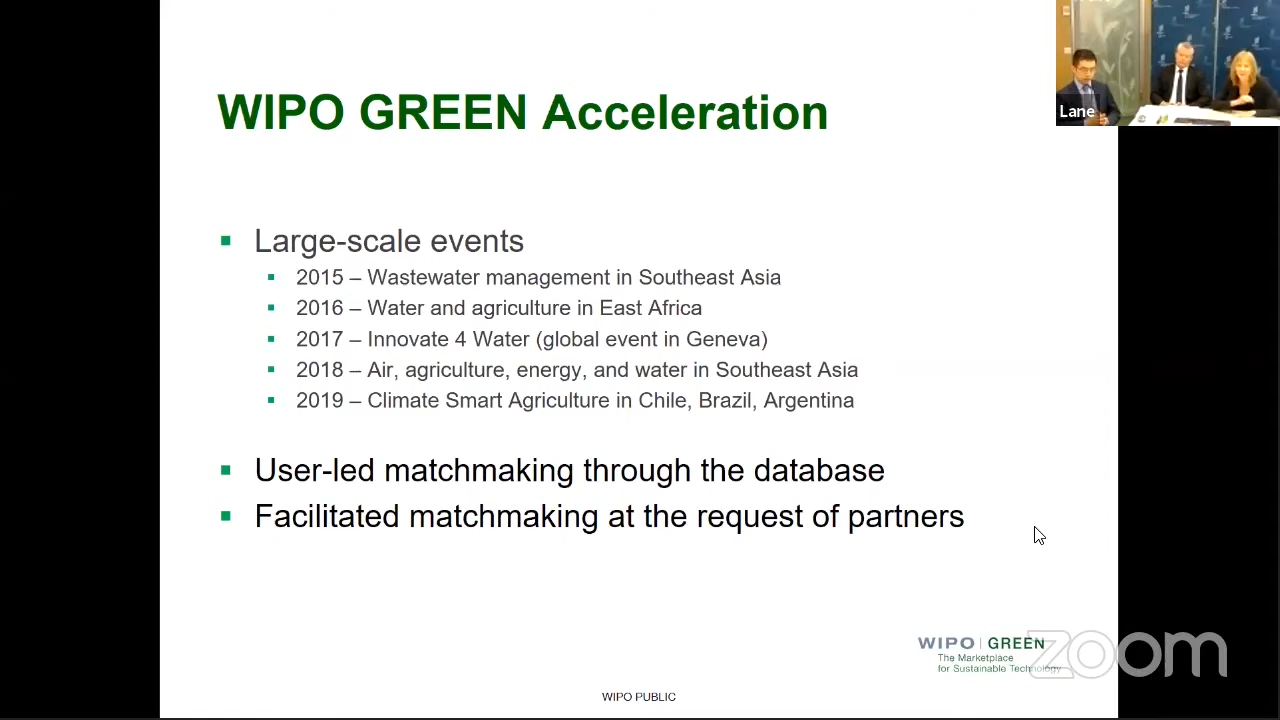 WIPO GREEN Acceleration
Lane
Large-scale events
2015 – Wastewater management in Southeast Asia
2016 – Water and agriculture in East Africa
2017 – Innovate 4 Water (global event in Geneva)
2018 – Air, agriculture, energy, and water in Southeast Asia
2019 – Climate Smart Agriculture in Chile, Brazil, Argentina
User-led matchmaking through the database
Facilitated matchmaking at the request of partners
WIPO | GREEN
The Marketplace
for Sustainable Technology
zoom
WIPO PUBLIC